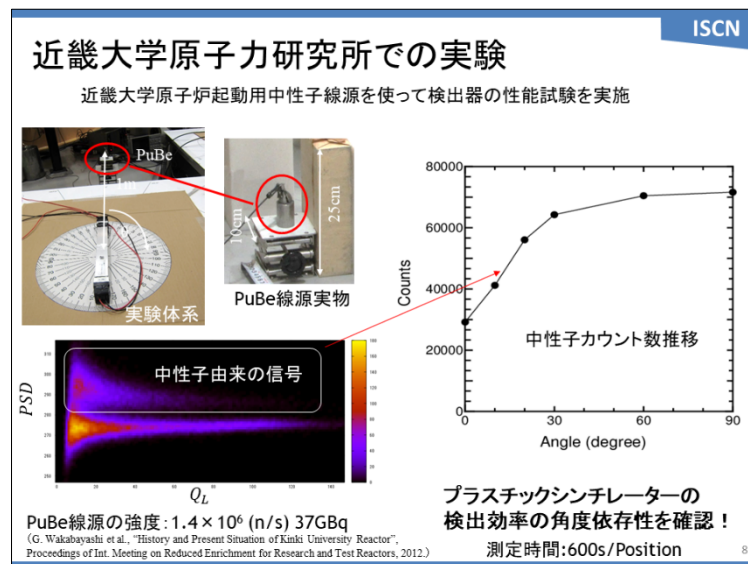 ISCN
近畿大学原子力研究所での実験
近畿大学原子炉起動用中性子線源を使って検出器の性能試験を実施
PuBe
1m
実験体系
10cm
25cm
PuBe線源実物
中性子由来の信号
PSD
Q_L
PuBe線源の強度:1.4×10⁶ (n/s) 37GBq
(G. Wakabayashi et al., “History and Present Situation of Kinki University Reactor”,
Proceedings of Int. Meeting on Reduced Enrichment for Research and Test Reactors, 2012.)
80000
60000
40000
20000
0
Counts
0 30 60 90
Angle (degree)
中性子カウント数推移
プラスチックシンチレーターの
検出効率の角度依存性を確認!
測定時間:600s/Position
8